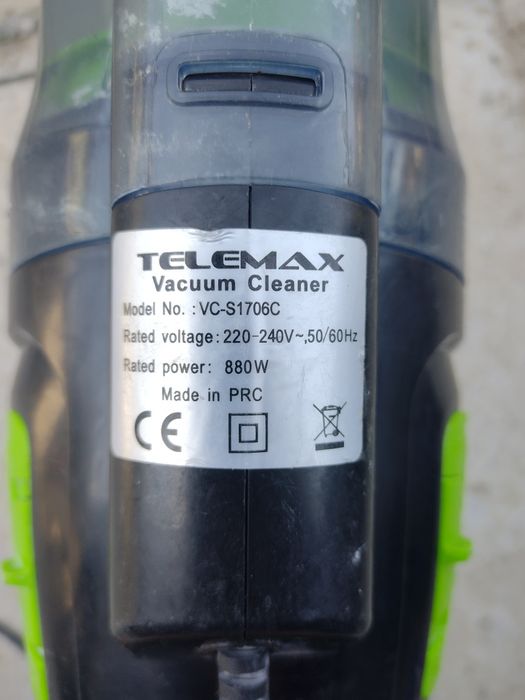 TELEMAX
Vacuum Cleaner
Model No. : VC-S1706C
Rated voltage: 220-240V~,50/60Hz
Rated power: 880W
Made in PRC
CE